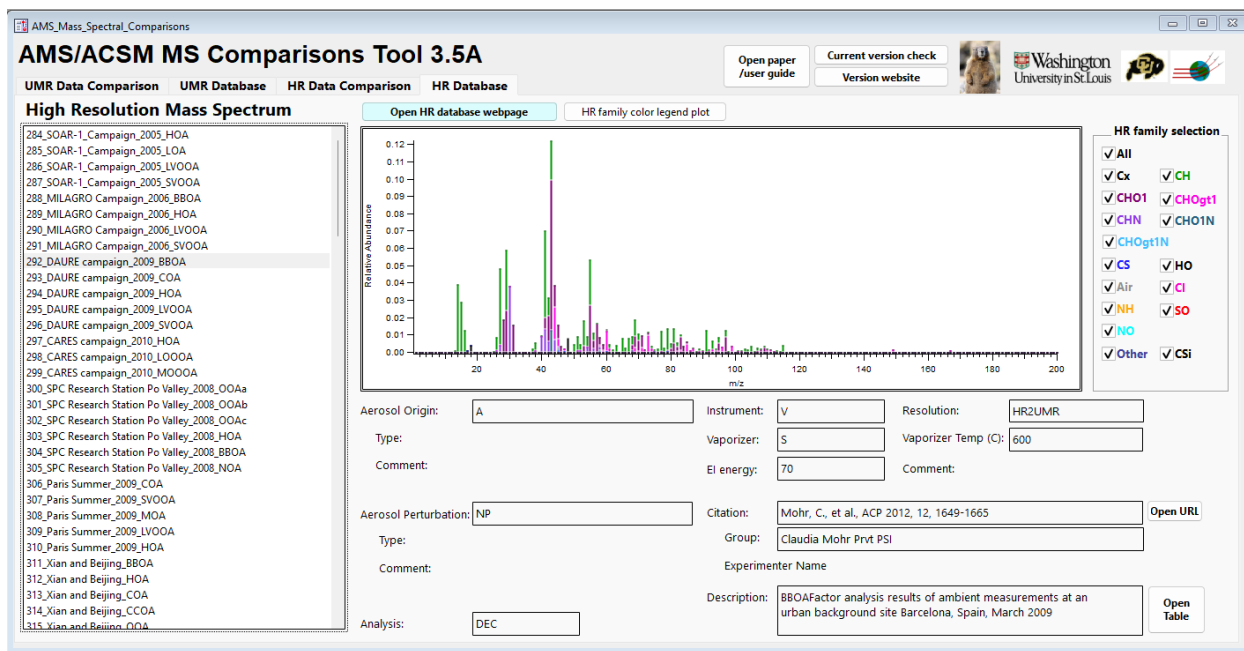 AMS_Mass_Spectral_Comparisons
AMS/ACSM MS Comparisons Tool 3.5A
Open paper
/user guide
Current version check
Version website
Washington
University in St. Louis
UMR Data Comparison UMR Database HR Data Comparison HR Database
High Resolution Mass Spectrum
Open HR database webpage
HR family color legend plot
284_SOAR-1_Campaign_2005_HOA
285_SOAR-1_Campaign_2005_LOA
286_SOAR-1_Campaign_2005_LVOOA
287_SOAR-1_Campaign_2005_SVOOA
288_MILAGRO Campaign_2006_BBOA
289_MILAGRO Campaign_2006_HOA
290_MILAGRO Campaign_2006_LVOOA
291_MILAGRO Campaign_2006_SVOOA
292_DAURE campaign_2009_BBOA
293_DAURE campaign_2009_COA
294_DAURE campaign_2009_HOA
295_DAURE campaign_2009_LVOOA
296_DAURE campaign_2009_SVOOA
297_CARES campaign_2010_HOA
298_CARES campaign_2010_LOOOA
299_CARES campaign_2010_MOOOA
300_SPC Research Station Po Valley_2008_OOAa
301_SPC Research Station Po Valley_2008_OOAb
302_SPC Research Station Po Valley_2008_OOAc
303_SPC Research Station Po Valley_2008_HOA
304_SPC Research Station Po Valley_2008_BBOA
305_SPC Research Station Po Valley_2008_NOA
306_Paris Summer_2009_COA
307_Paris Summer_2009_SVOOA
308_Paris Summer_2009_MOA
309_Paris Summer_2009_LVOOA
310_Paris Summer_2009_HOA
311_Xian and Beijing_BBOA
312_Xian and Beijing_HOA
313_Xian and Beijing_COA
314_Xian and Beijing_CCOA
315_Xian and Beijing_OOA
Relative Abundance
0.12
0.11
0.10
0.09
0.08
0.07
0.06
0.05
0.04
0.03
0.02
0.01
0.00
20 40 60 80 100 120 140 160 180 200
m/z
HR family selection
All
Cx CH
CHO1 CHOgt1
CHN CHO1N
CHOgt1N
CS HO
Air Cl
NH SO
NO
Other CSi
Aerosol Origin: A
Type:
Comment:
Aerosol Perturbation: NP
Type:
Comment:
Analysis: DEC
Instrument: V Resolution: HR2UMR
Vaporizer: S Vaporizer Temp (C): 600
EI energy: 70 Comment:
Citation: Mohr, C., et al., ACP 2012, 12, 1649-1665 Open URL
Group: Claudia Mohr Prvt PSI
Experimenter Name
Description: BBOAFactor analysis results of ambient measurements at an
urban background site Barcelona, Spain, March 2009
Open
Table